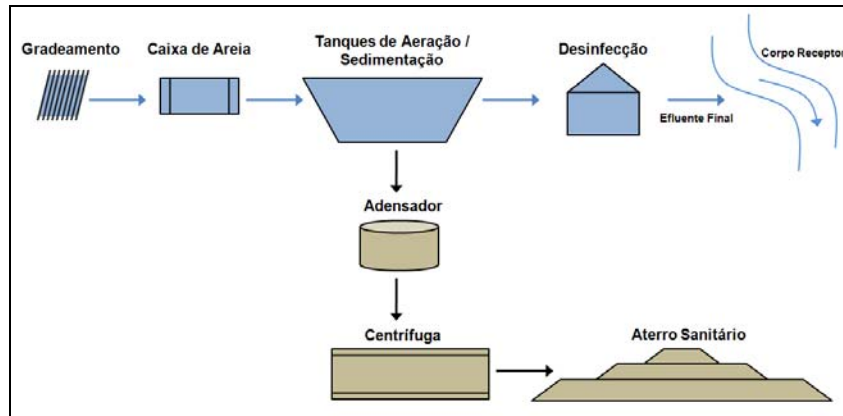 Gradeamento
Caixa de Areia
Tanques de Aeração /
Sedimentação
Desinfecção
Corpo Receptor
Efluente Final
Adensador
Centrífuga
Aterro Sanitário